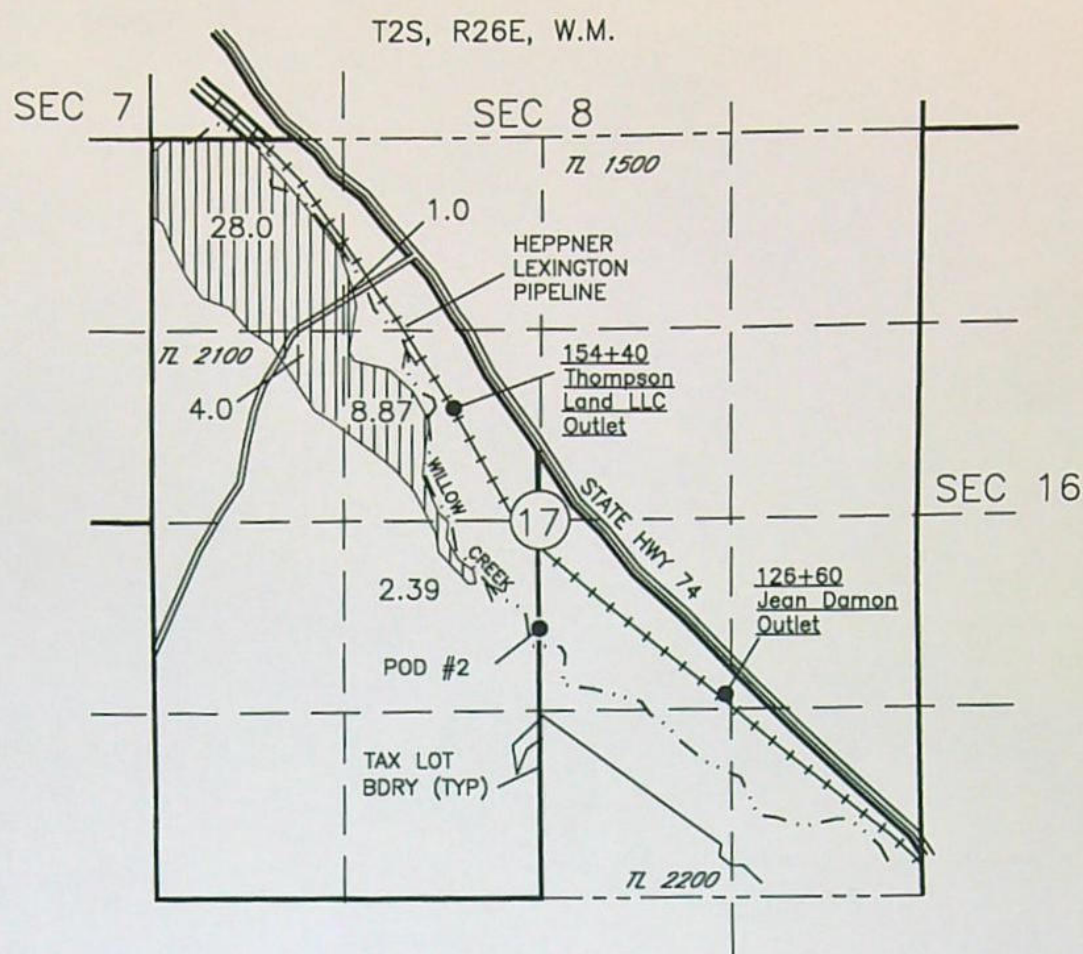 T2S, R26E, W.M.
SEC 7
SEC 8
TL 1500
28.0
1.0
HEPPNER
LEXINGTON
PIPELINE
TL 2100
154+40
Thompson
Land LLC
Outlet
4.0
8.87
WILLOW
CREEK
STATE HWY 74
SEC 16
17
2.39
126+60
Jean Damon
Outlet
POD #2
TAX LOT
BDRY (TYP)
TL 2200